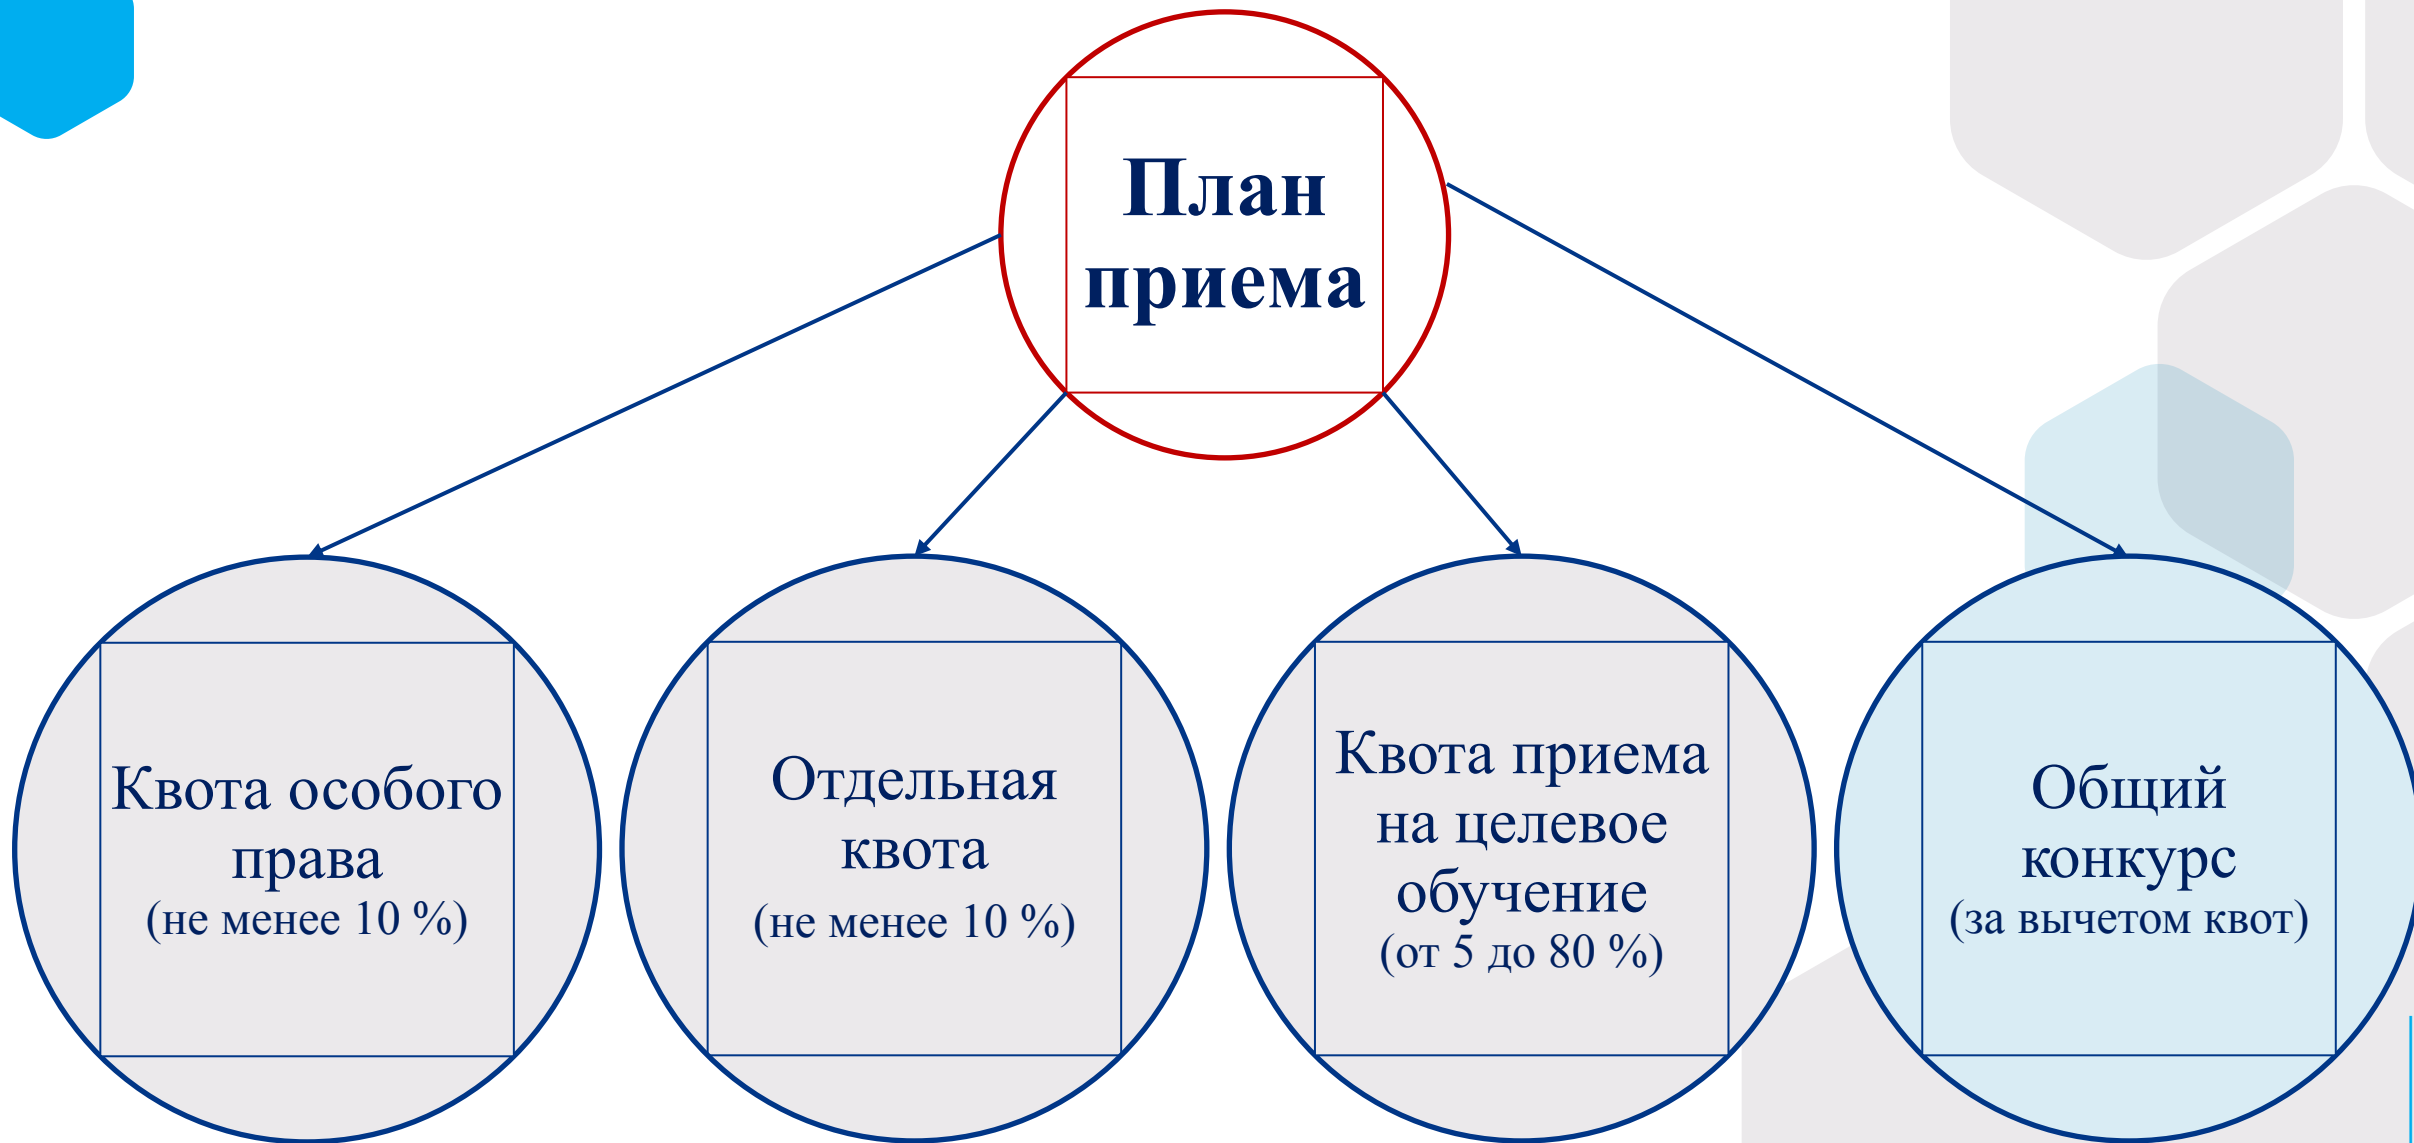 План
приема
Квота особого
права
(не менее 10 %)
Отдельная
квота
(не менее 10 %)
Квота приема
на целевое
обучение
(от 5 до 80 %)
Общий
конкурс
(за вычетом квот)